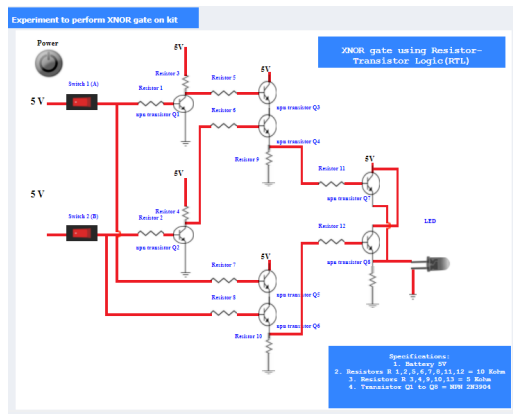 Experiment to perform XNOR gate on kit
XNOR gate using Resistor-
Transistor Logic(RTL)
Power
5V
Resistor 3
Resistor 5
5V
Switch 1 (A)
Resistor 1
5 V
npn transistor Q1
Resistor 6
npn transistor Q3
npn transistor Q4
Resistor 9
Resistor 11
5V
5V
5 V
npn transistor Q7
Resistor 4
Switch 2 (B)
Resistor 2
LED
Resistor 12
npn transistor Q2
5V
npn transistor Q8
Resistor 7
npn transistor Q5
Resistor 8
npn transistor Q6
Resistor 10
Specifications:
1. Battary 5V
2. Resistors R 1,2,5,6,7,8,11,12 = 10 Kohm
3. Resistors R 3,4,9,10,13 = 5 Kohm
4. Transistor Q1 to Q8 = NPN 2N3904